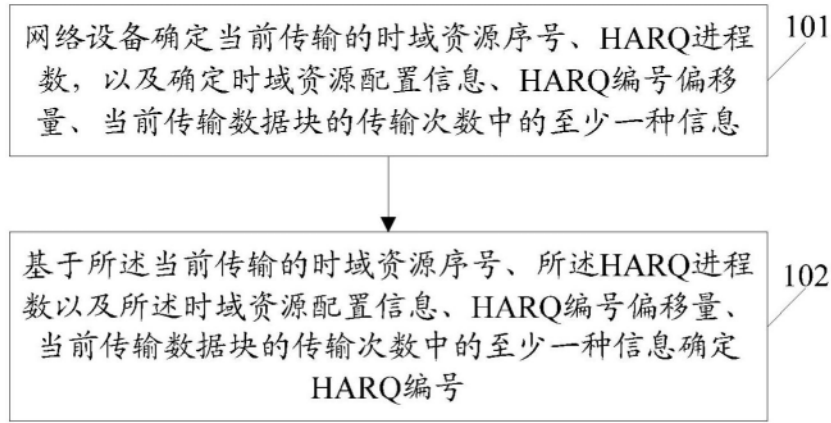 网络设备确定当前传输的时域资源序号、HARQ进程
数，以及确定时域资源配置信息、HARQ编号偏移
量、当前传输数据块的传输次数中的至少一种信息
101
基于所述当前传输的时域资源序号、所述HARQ进程
数以及所述时域资源配置信息、HARQ编号偏移量、
当前传输数据块的传输次数中的至少一种信息确定
HARQ编号
102